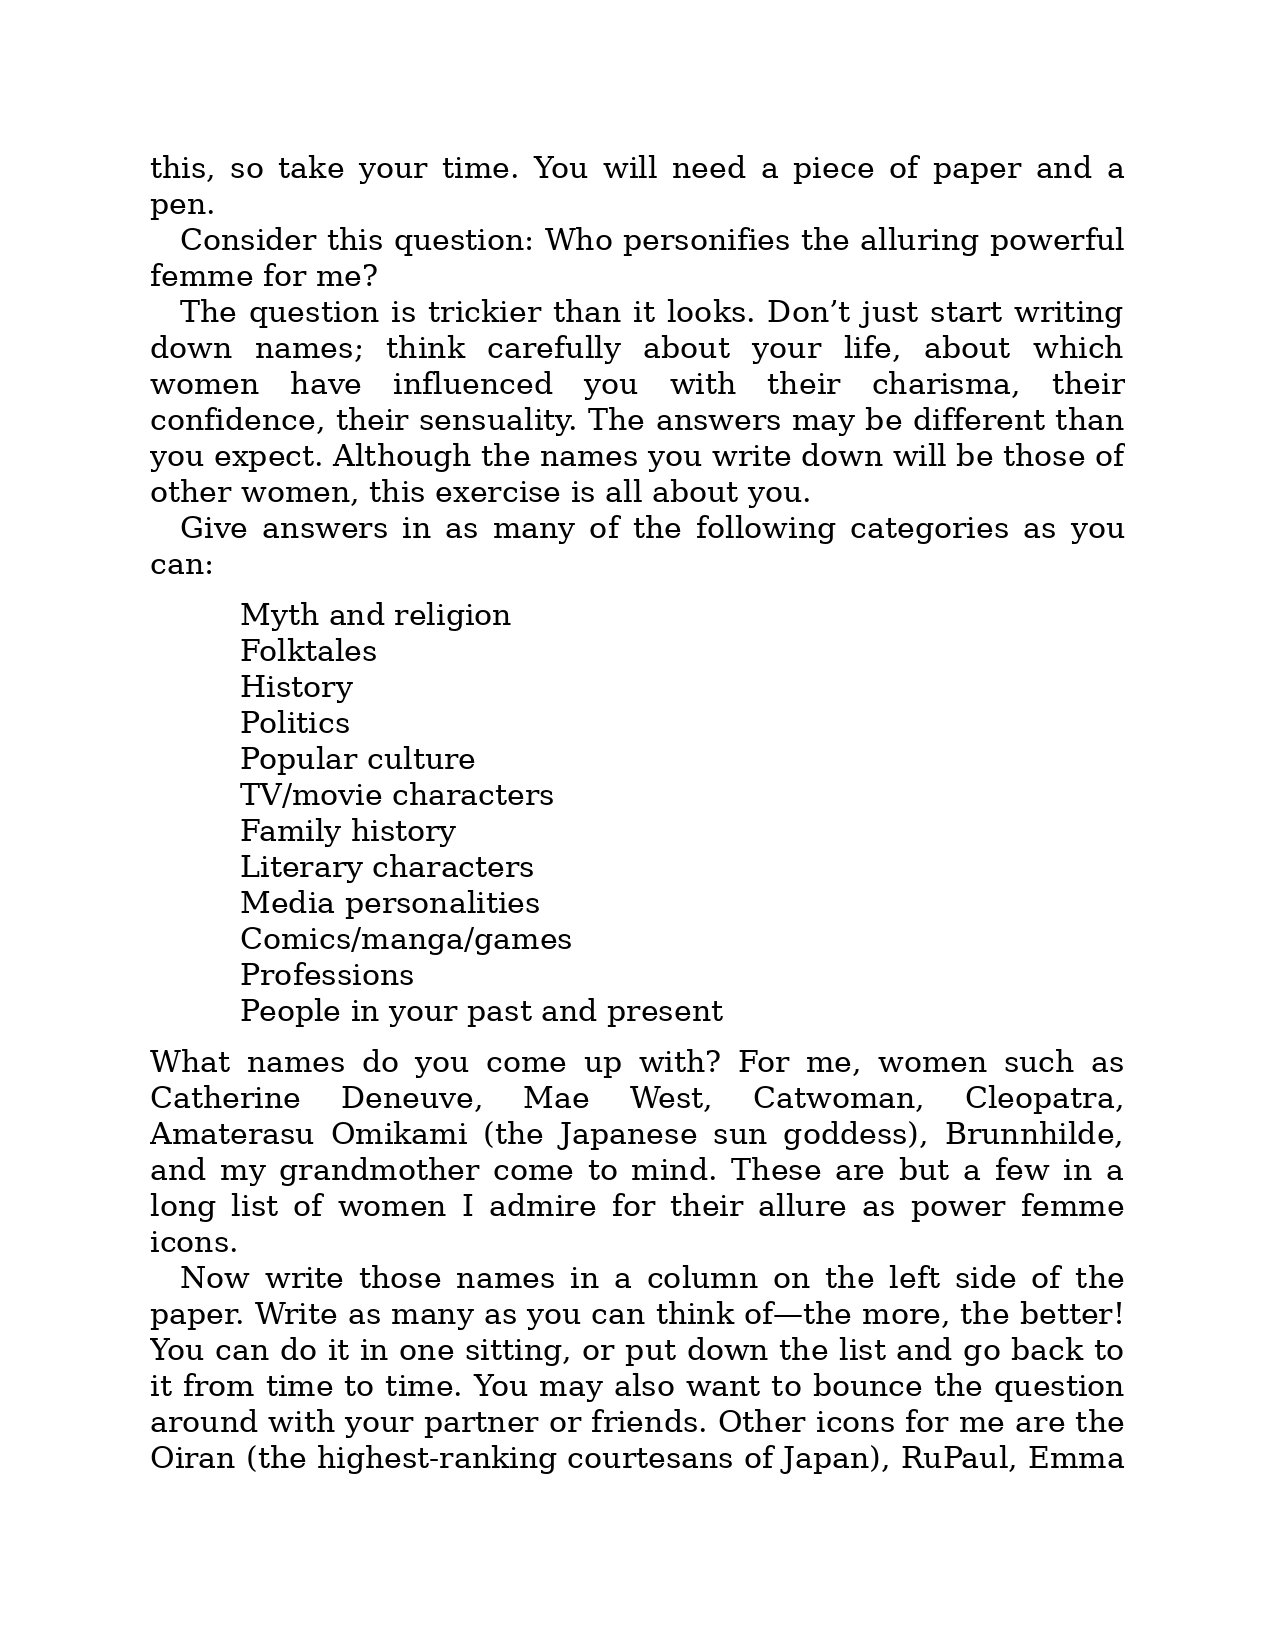 this, so take your time. You will need a piece of paper and a
pen.
Consider this question: Who personifies the alluring powerful
femme for me?
The question is trickier than it looks. Don’t just start writing
down names; think carefully about your life, about which
women have influenced you with their charisma, their
confidence, their sensuality. The answers may be different than
you expect. Although the names you write down will be those of
other women, this exercise is all about you.
Give answers in as many of the following categories as you
can:
Myth and religion
Folktales
History
Politics
Popular culture
TV/movie characters
Family history
Literary characters
Media personalities
Comics/manga/games
Professions
People in your past and present
What names do you come up with? For me, women such as
Catherine Deneuve, Mae West, Catwoman, Cleopatra,
Amaterasu Omikami (the Japanese sun goddess), Brunnhilde,
and my grandmother come to mind. These are but a few in a
long list of women I admire for their allure as power femme
icons.
Now write those names in a column on the left side of the
paper. Write as many as you can think of—the more, the better!
You can do it in one sitting, or put down the list and go back to
it from time to time. You may also want to bounce the question
around with your partner or friends. Other icons for me are the
Oiran (the highest-ranking courtesans of Japan), RuPaul, Emma